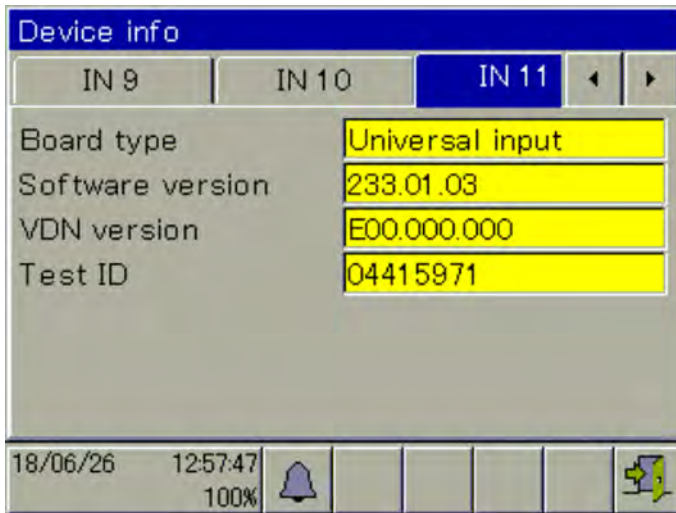 Device info
IN 9 IN 10 IN 11
Board type Universal input
Software version 233.01.03
VDN version E00.000.000
Test ID 04415971
18/06/26 12:57:47
100%